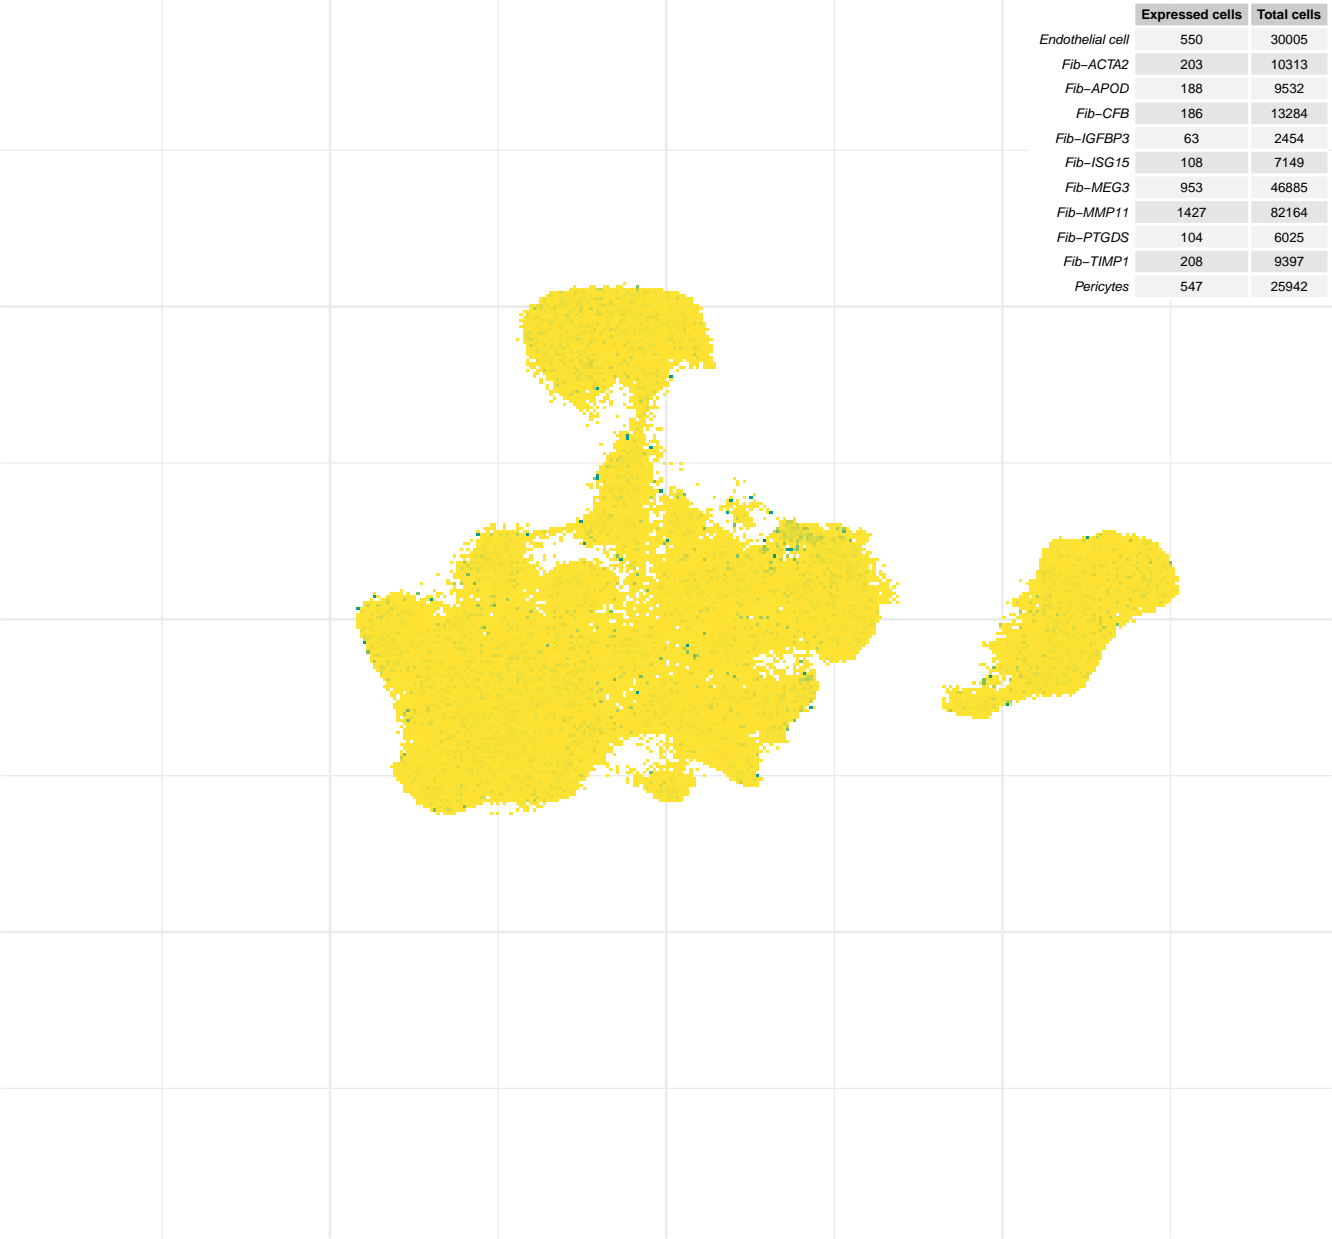 Expressed cells Total cells
Endothelial cell 550 30005
Fib−ACTA2 203 10313
Fib−APOD 188 9532
Fib−CFB 186 13284
Fib−IGFBP3 63 2454
Fib−ISG15 108 7149
Fib−MEG3 953 46885
Fib−MMP11 1427 82164
Fib−PTGDS 104 6025
Fib−TIMP1 208 9397
Pericytes 547 25942